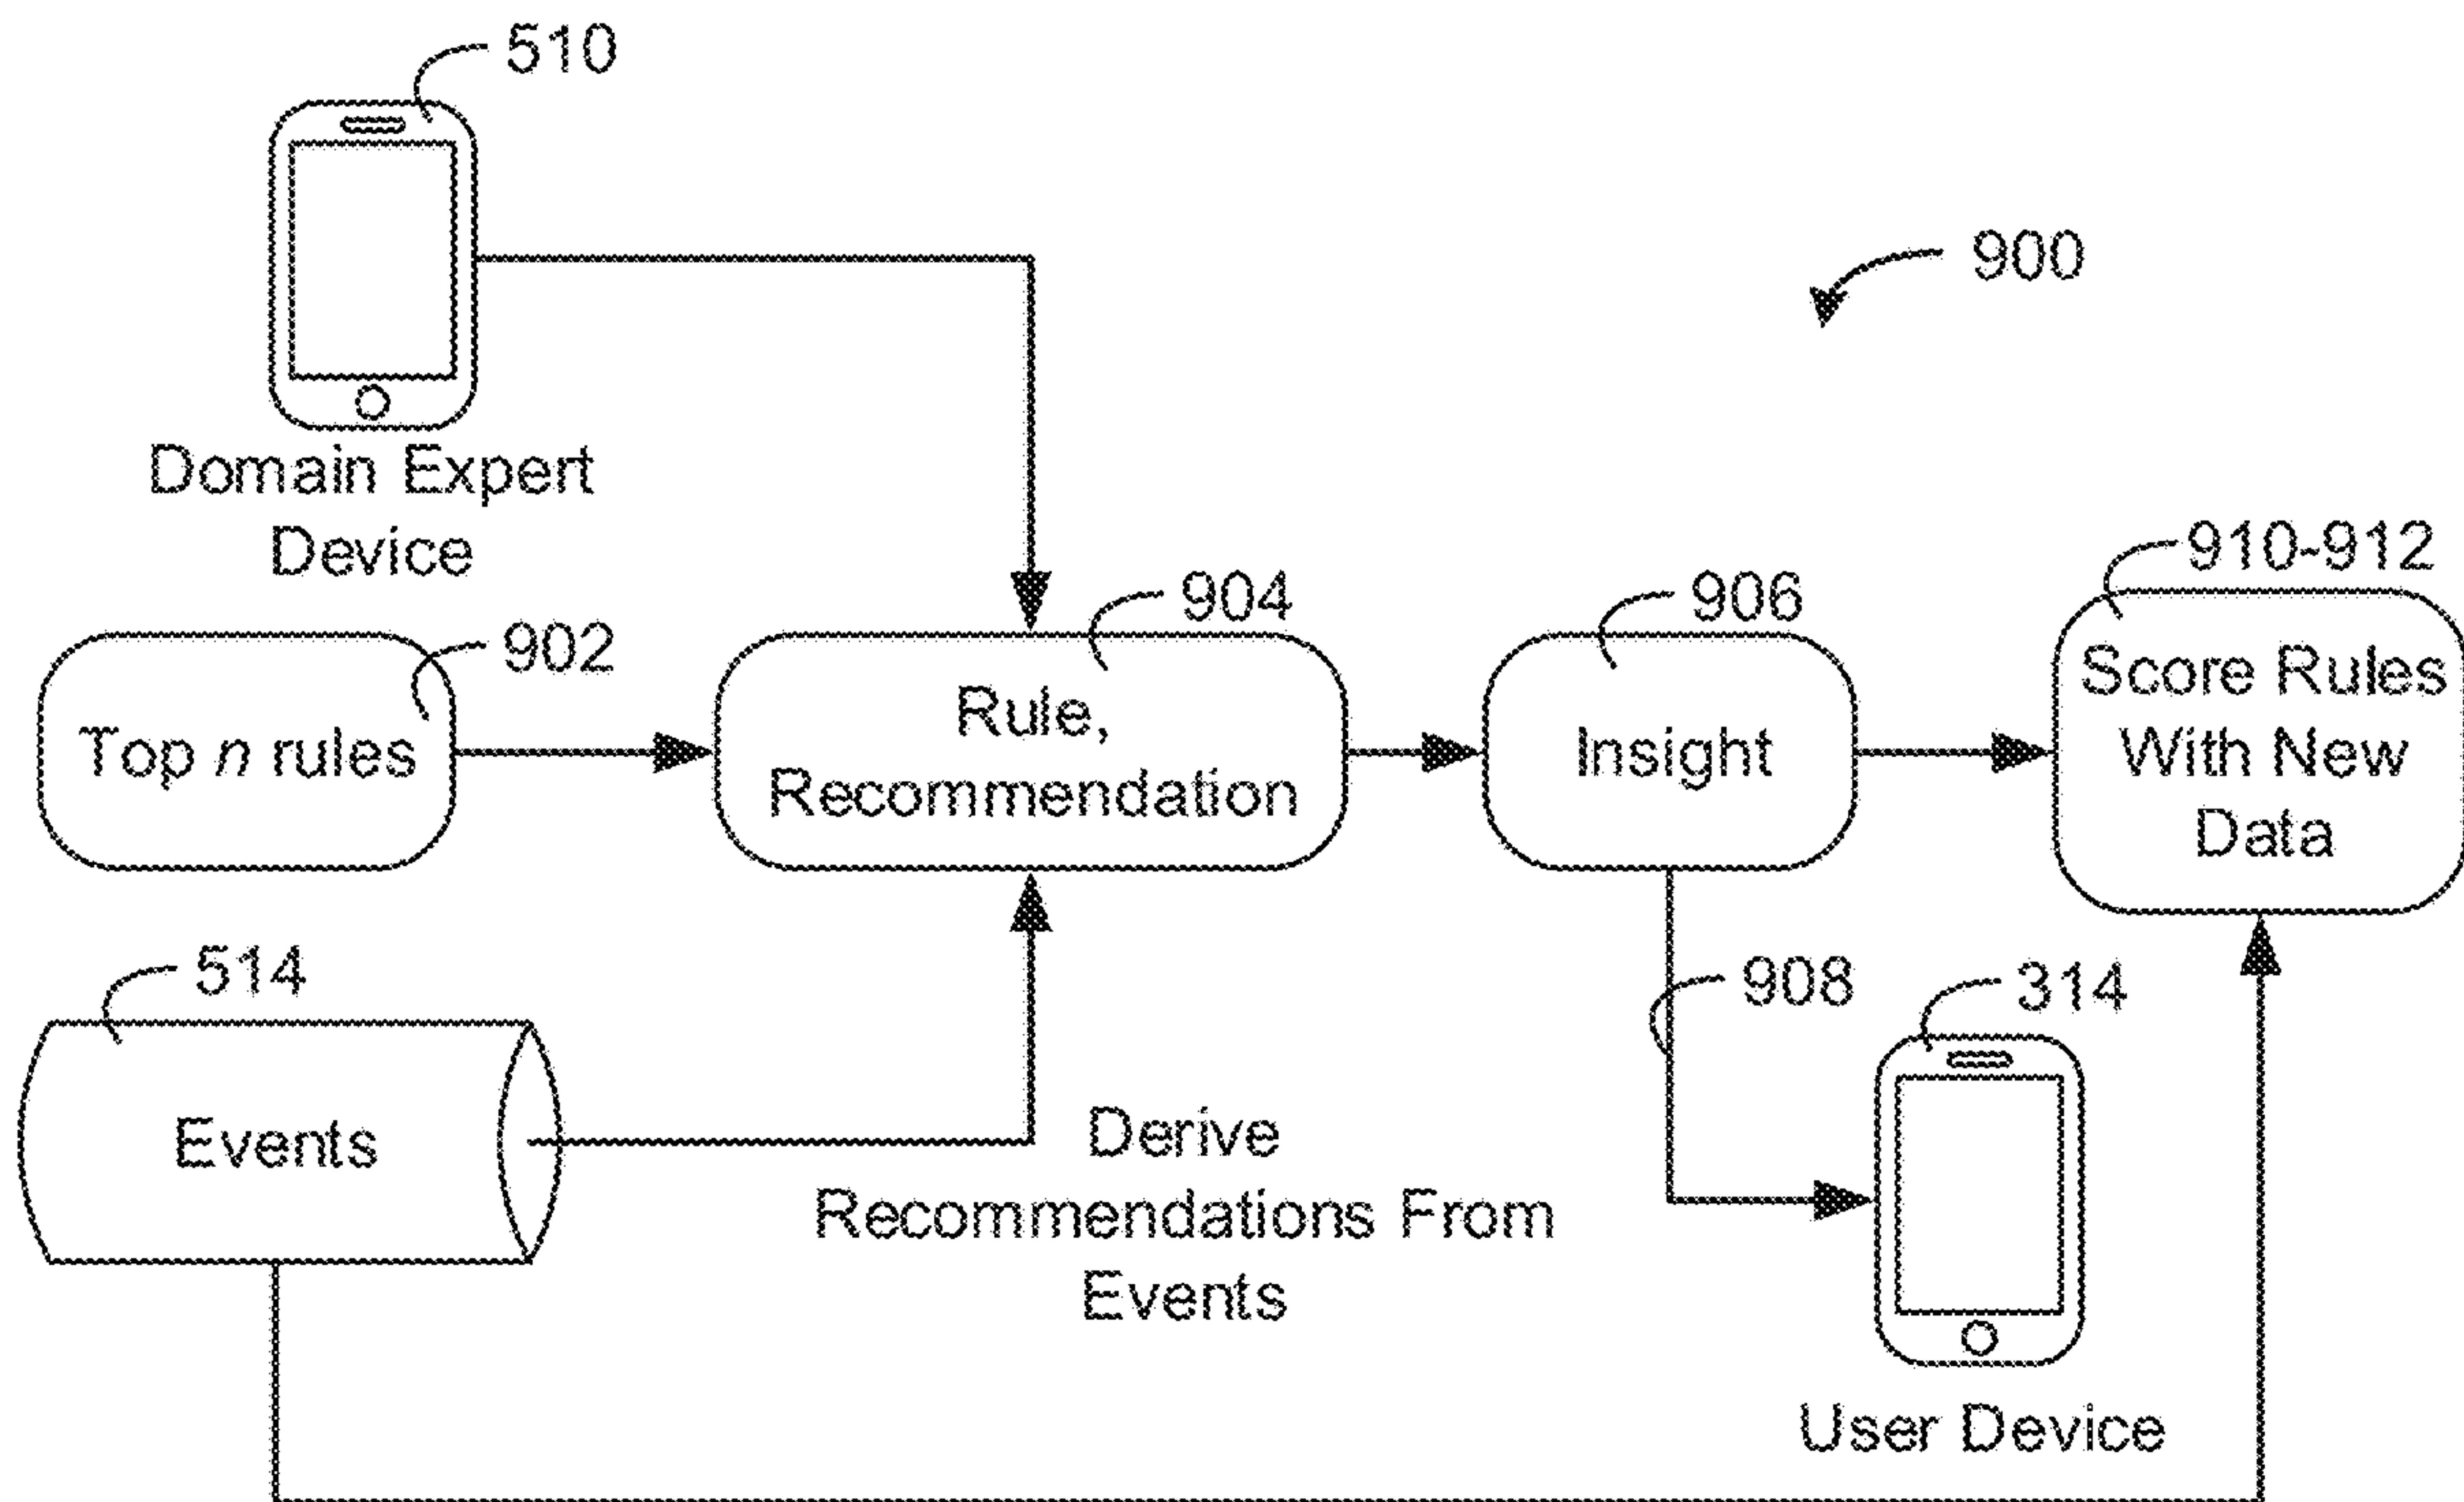 510
900
Domain Expert
Device
902
Top n rules
904
Rule,
Recommendation
906
Insight
910-912
Score Rules
With New
Data
514
Events
Derive
Recommendations From
Events
908
314
User Device